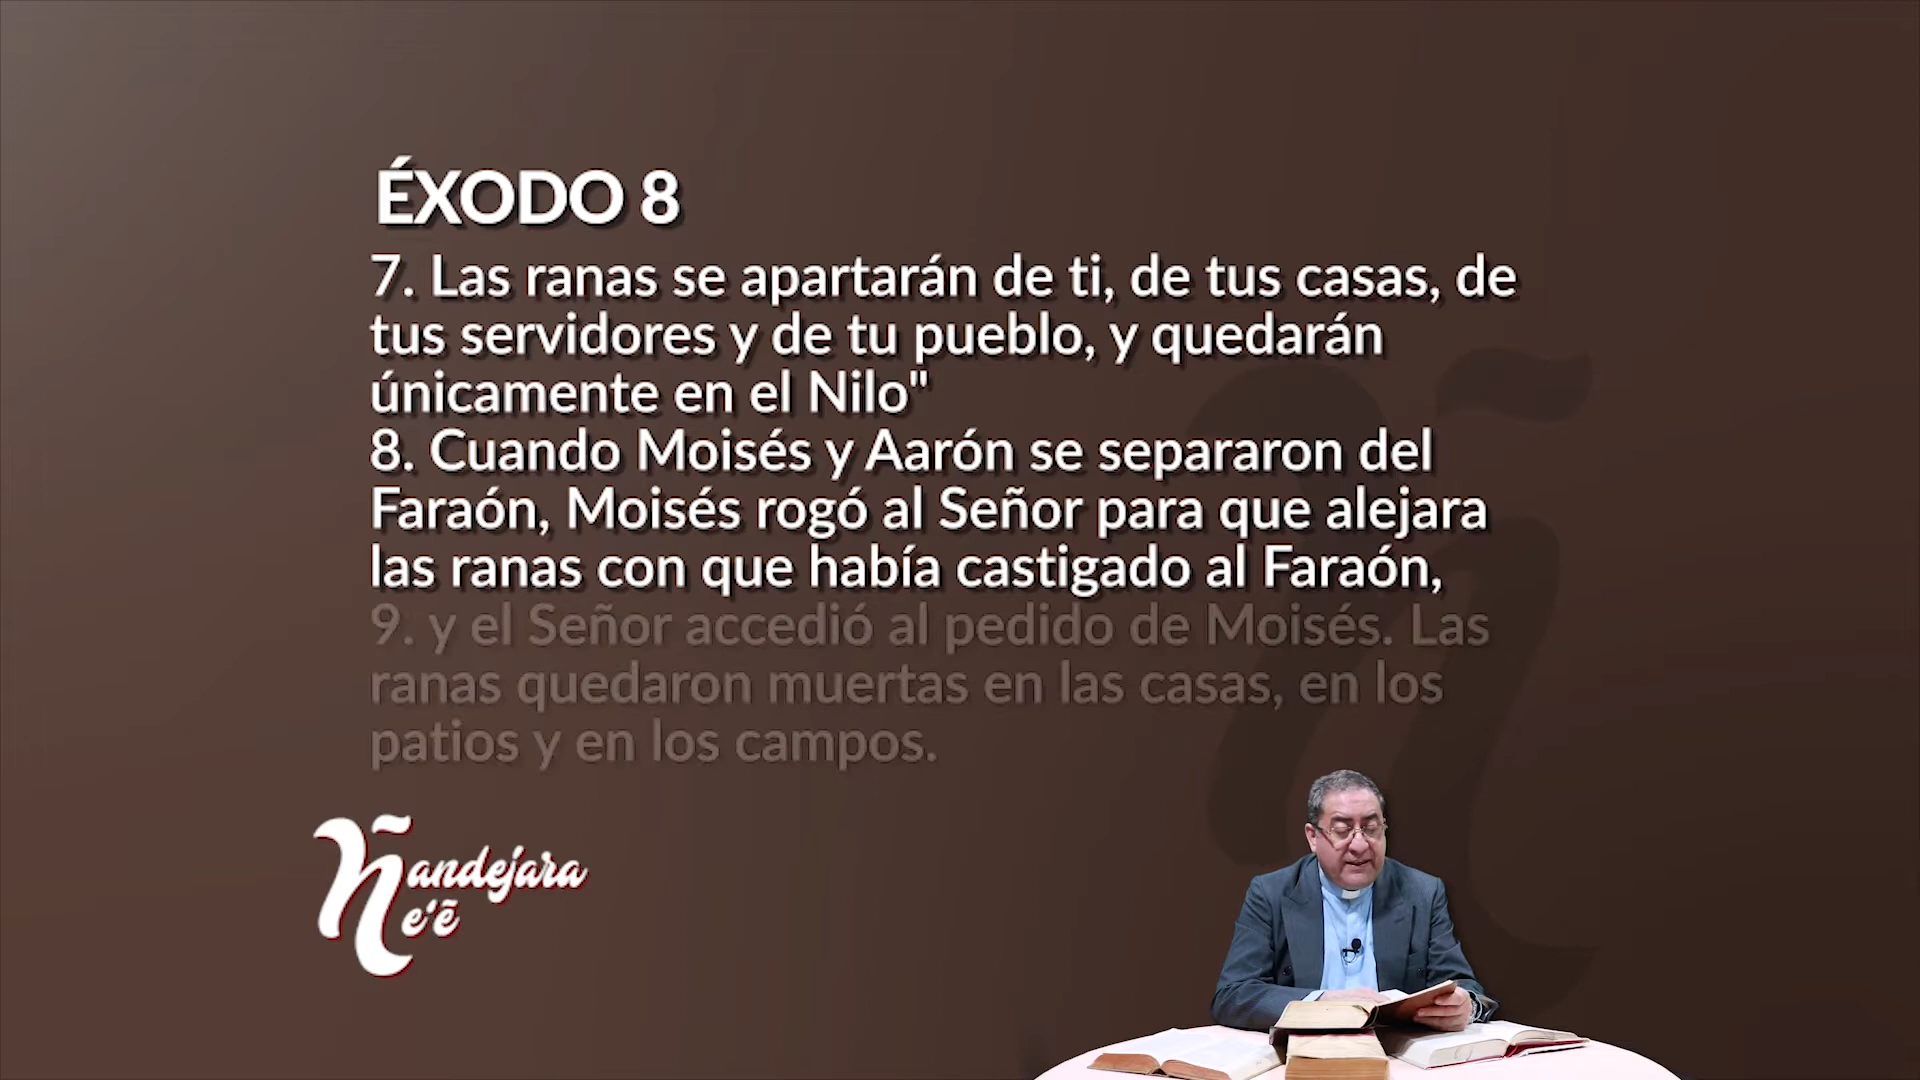 ÉXODO 8
7. Las ranas se apartarán de ti, de tus casas, de
tus servidores y de tu pueblo, y quedarán
únicamente en el Nilo"
8. Cuando Moisés y Aarón se separaron del
Faraón, Moisés rogó al Señor para que alejara
las ranas con que había castigado al Faraón,
9. y el Señor accedió al pedido de Moisés. Las
ranas quedaron muertas en las casas, en los
patios y en los campos.
Ñandejara
Ñe'ẽ